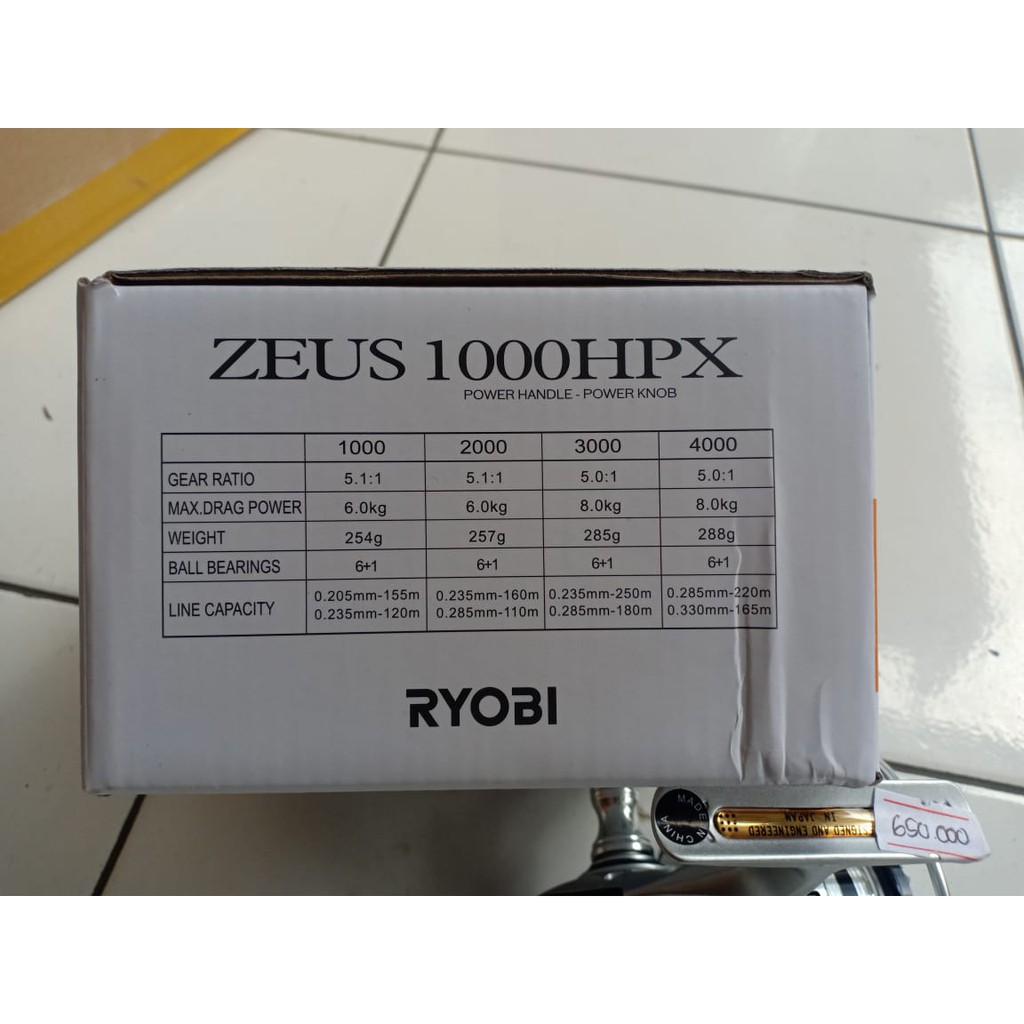 ZEUS 1000HPX
POWER HANDLE - POWER KNOB
1000 2000 3000 4000
GEAR RATIO 5.1:1 5.1:1 5.0:1 5.0:1
MAX.DRAG POWER 6.0kg 6.0kg 8.0kg 8.0kg
WEIGHT 254g 257g 285g 288g
BALL BEARINGS 6+1 6+1 6+1 6+1
LINE CAPACITY 0.205mm-155m 0.235mm-160m 0.235mm-250m 0.285mm-220m
0.235mm-120m 0.285mm-110m 0.285mm-180m 0.330mm-165m
RYOBI
MADE IN CHINA
SIGNED AND ENGINEERED
IN JAPAN
650.000